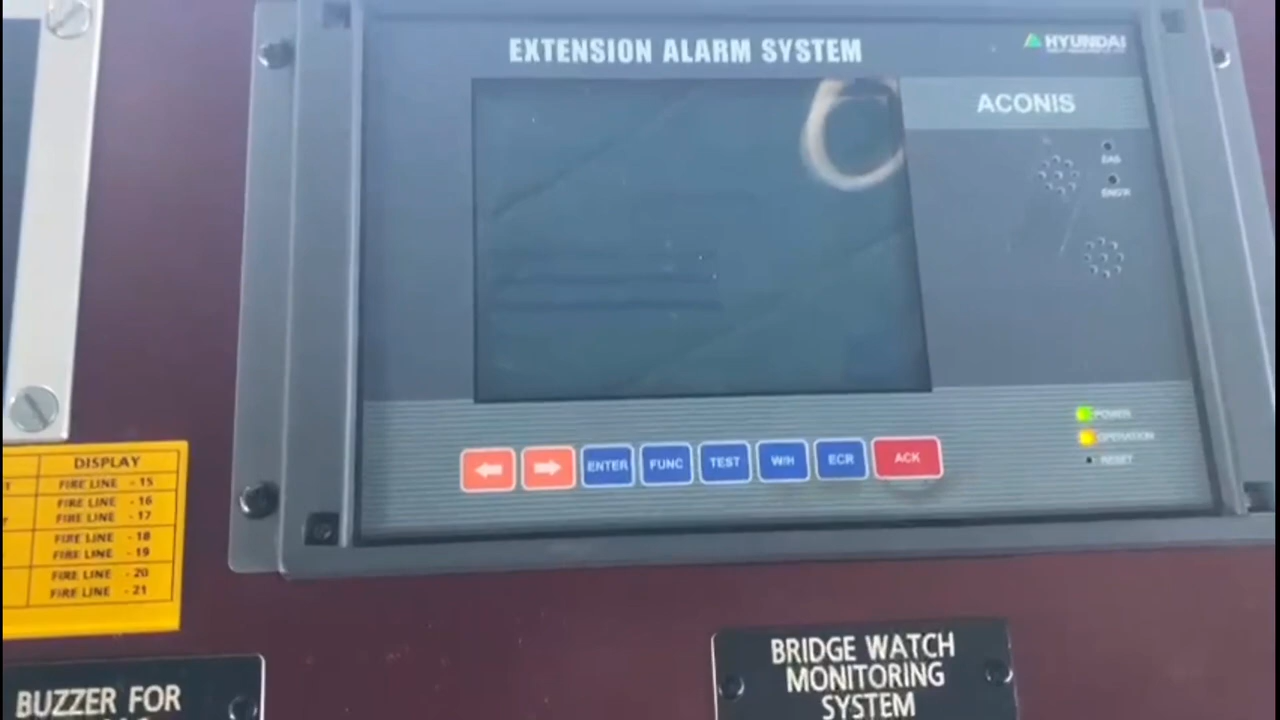 EXTENSION ALARM SYSTEM
HYUNDAI
ACONIS
EAS
ENG'R
ENTER
FUNC
TEST
W/H
ECR
ACK
POWER
OPERATION
RESET
DISPLAY
FIRE LINE - 15
FIRE LINE - 16
FIRE LINE - 17
FIRE LINE - 18
FIRE LINE - 19
FIRE LINE - 20
FIRE LINE - 21
BUZZER FOR
BRIDGE WATCH
MONITORING
SYSTEM